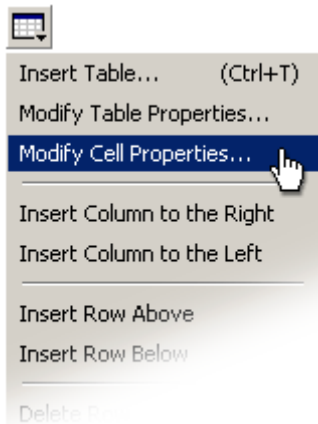 Insert Table... (Ctrl+T)
Modify Table Properties...
Modify Cell Properties...
Insert Column to the Right
Insert Column to the Left
Insert Row Above
Insert Row Below
Delete